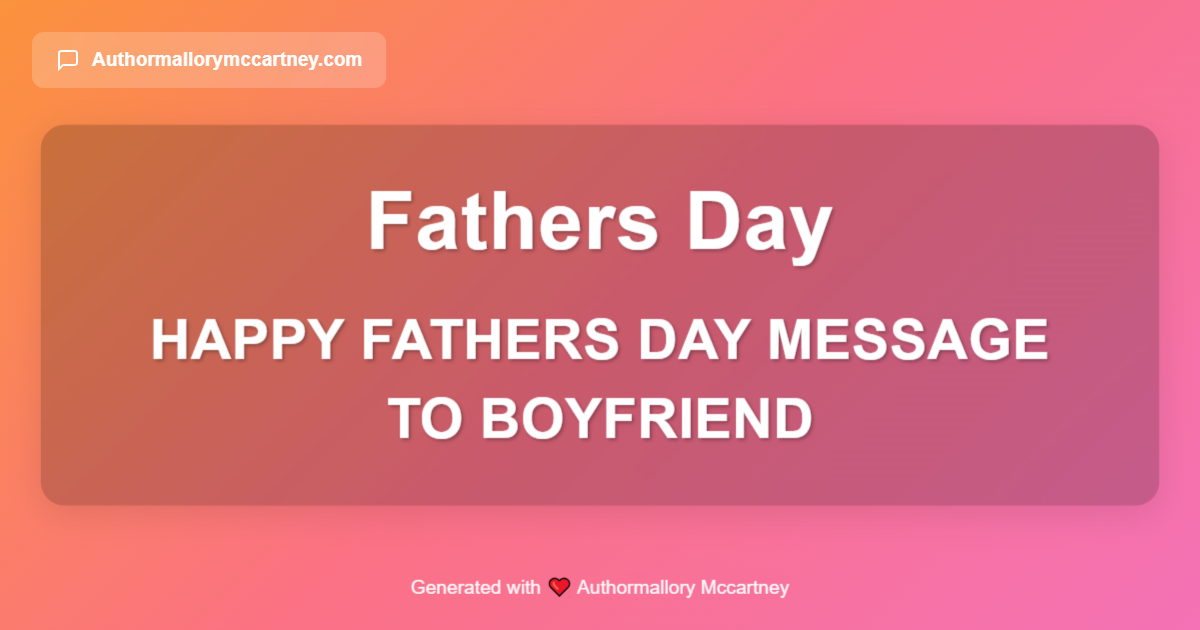 Authormallorymccartney.com
Fathers Day
HAPPY FATHERS DAY MESSAGE
TO BOYFRIEND
Generated with ❤️ Authormallory Mccartney